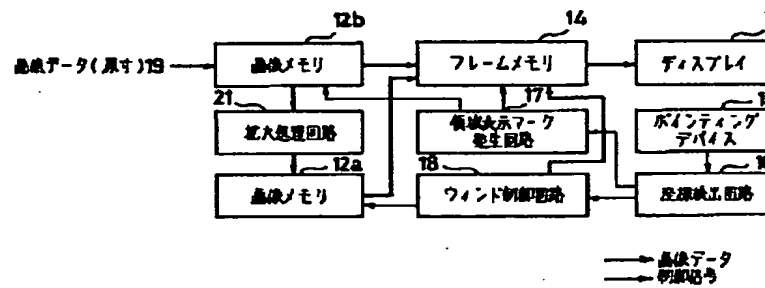 12b
14
画像データ(原寸)19
画像メモリ
フレームメモリ
ディスプレイ
21
17
拡大処理回路
領域表示マーク
発生回路
ポインティング
デバイス
12a
18
画像メモリ
ウィンド制御回路
座標検出回路
画像データ
制御信号